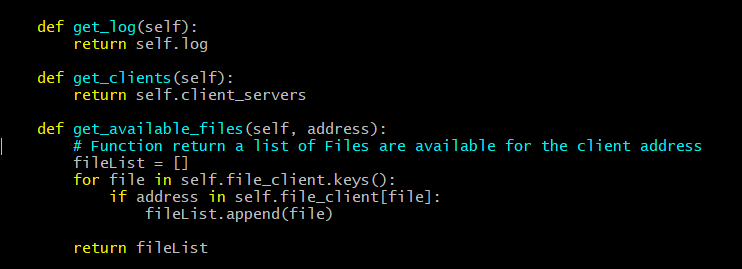 def get_log(self):
    return self.log

def get_clients(self):
    return self.client_servers

def get_available_files(self, address):
    # Function return a list of Files are available for the client address
    fileList = []
    for file in self.file_client.keys():
        if address in self.file_client[file]:
            fileList.append(file)

    return fileList